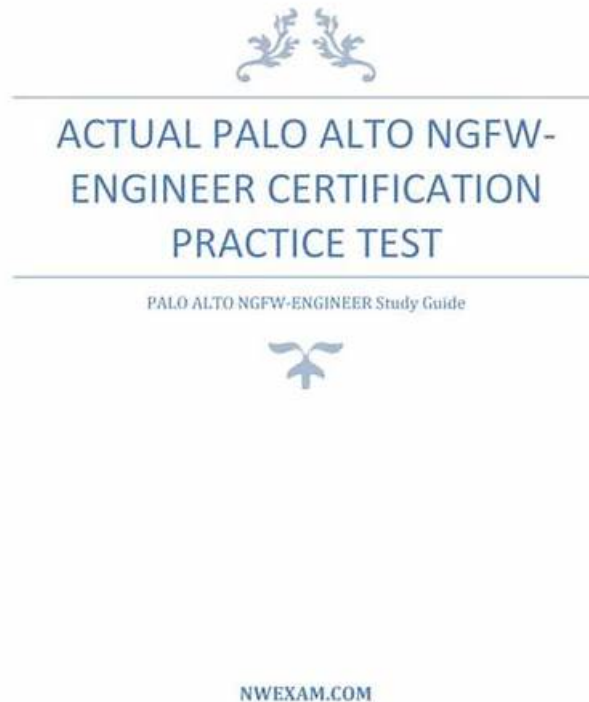 ACTUAL PALO ALTO NGFW-
ENGINEER CERTIFICATION
PRACTICE TEST
PALO ALTO NGFW-ENGINEER Study Guide
NWEXAM.COM